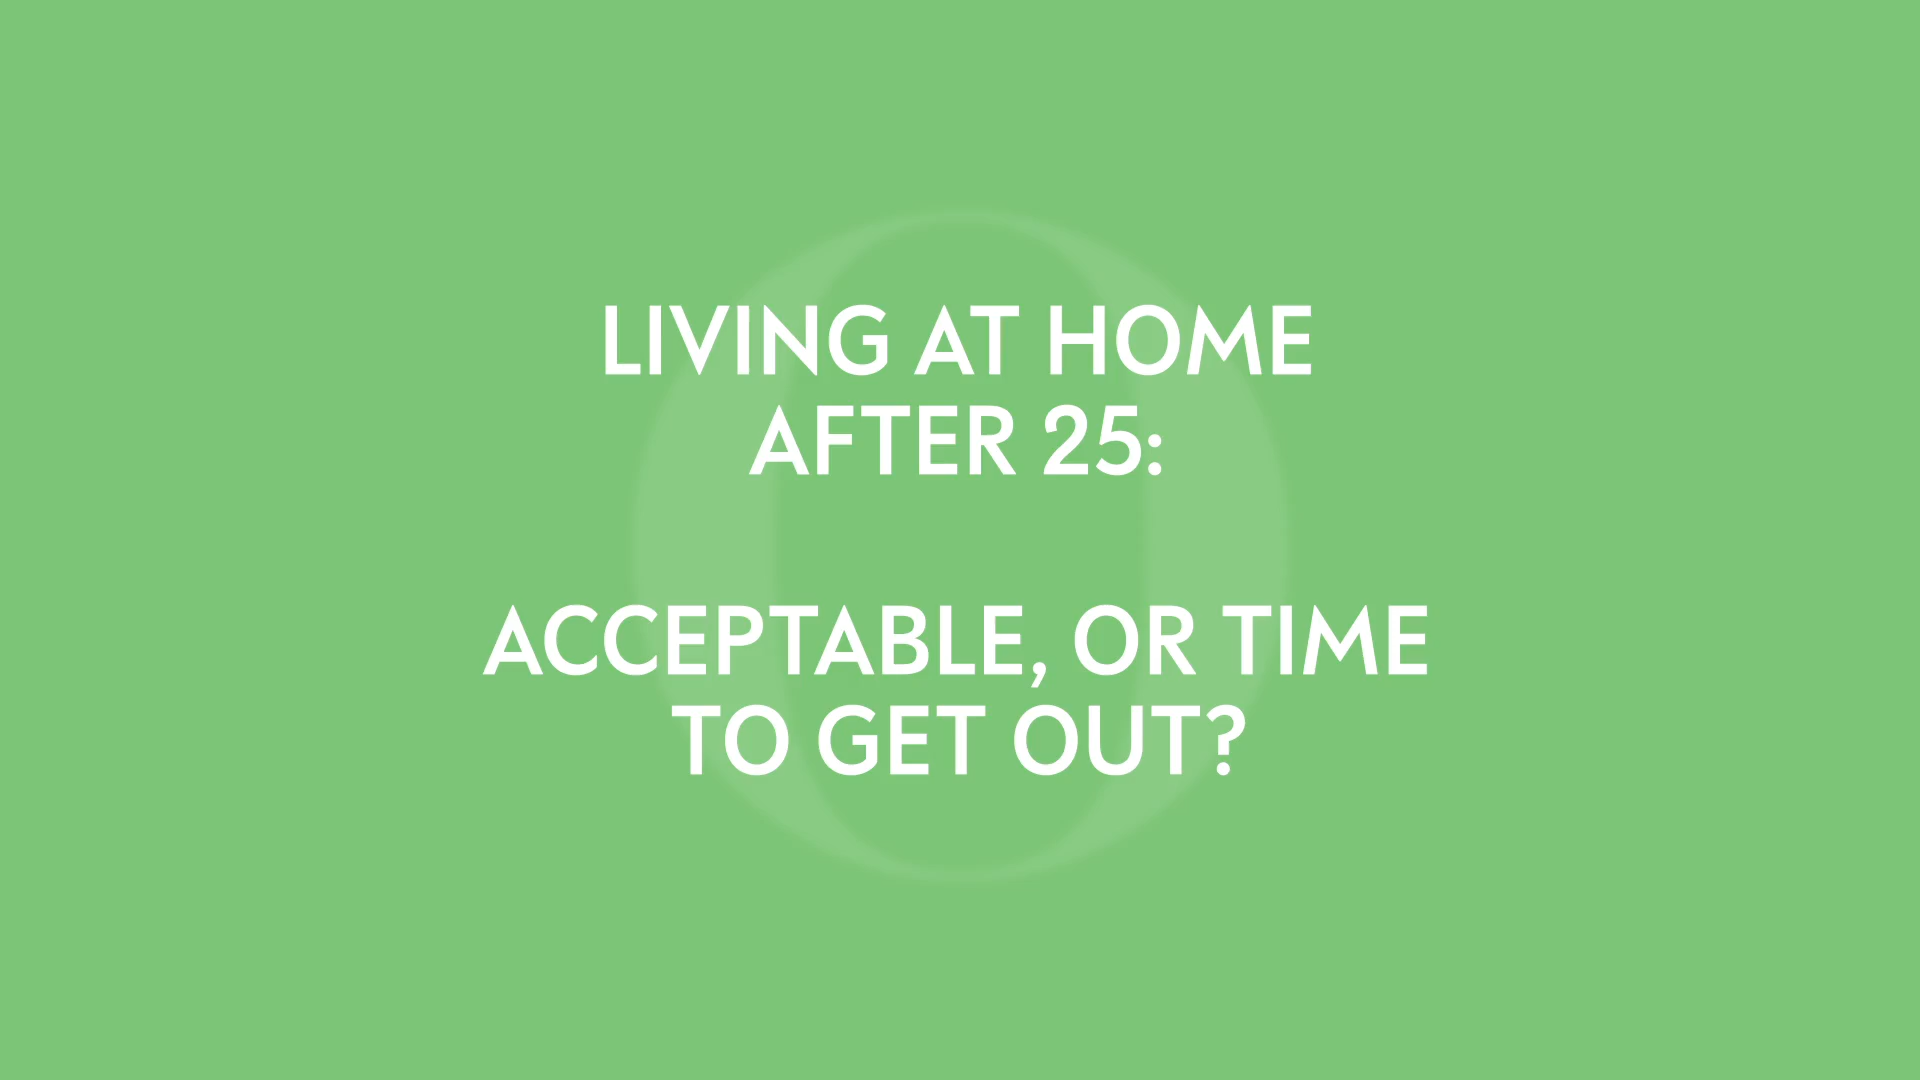 LIVING AT HOME
AFTER 25:
ACCEPTABLE, OR TIME
TO GET OUT?